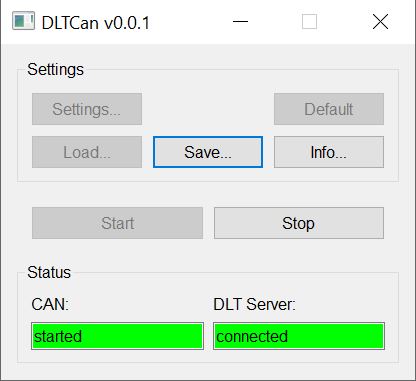 DLTCan v0.0.1
Settings
Settings...
Default
Load...
Save...
Info...
Start
Stop
Status
CAN:
DLT Server:
started
connected